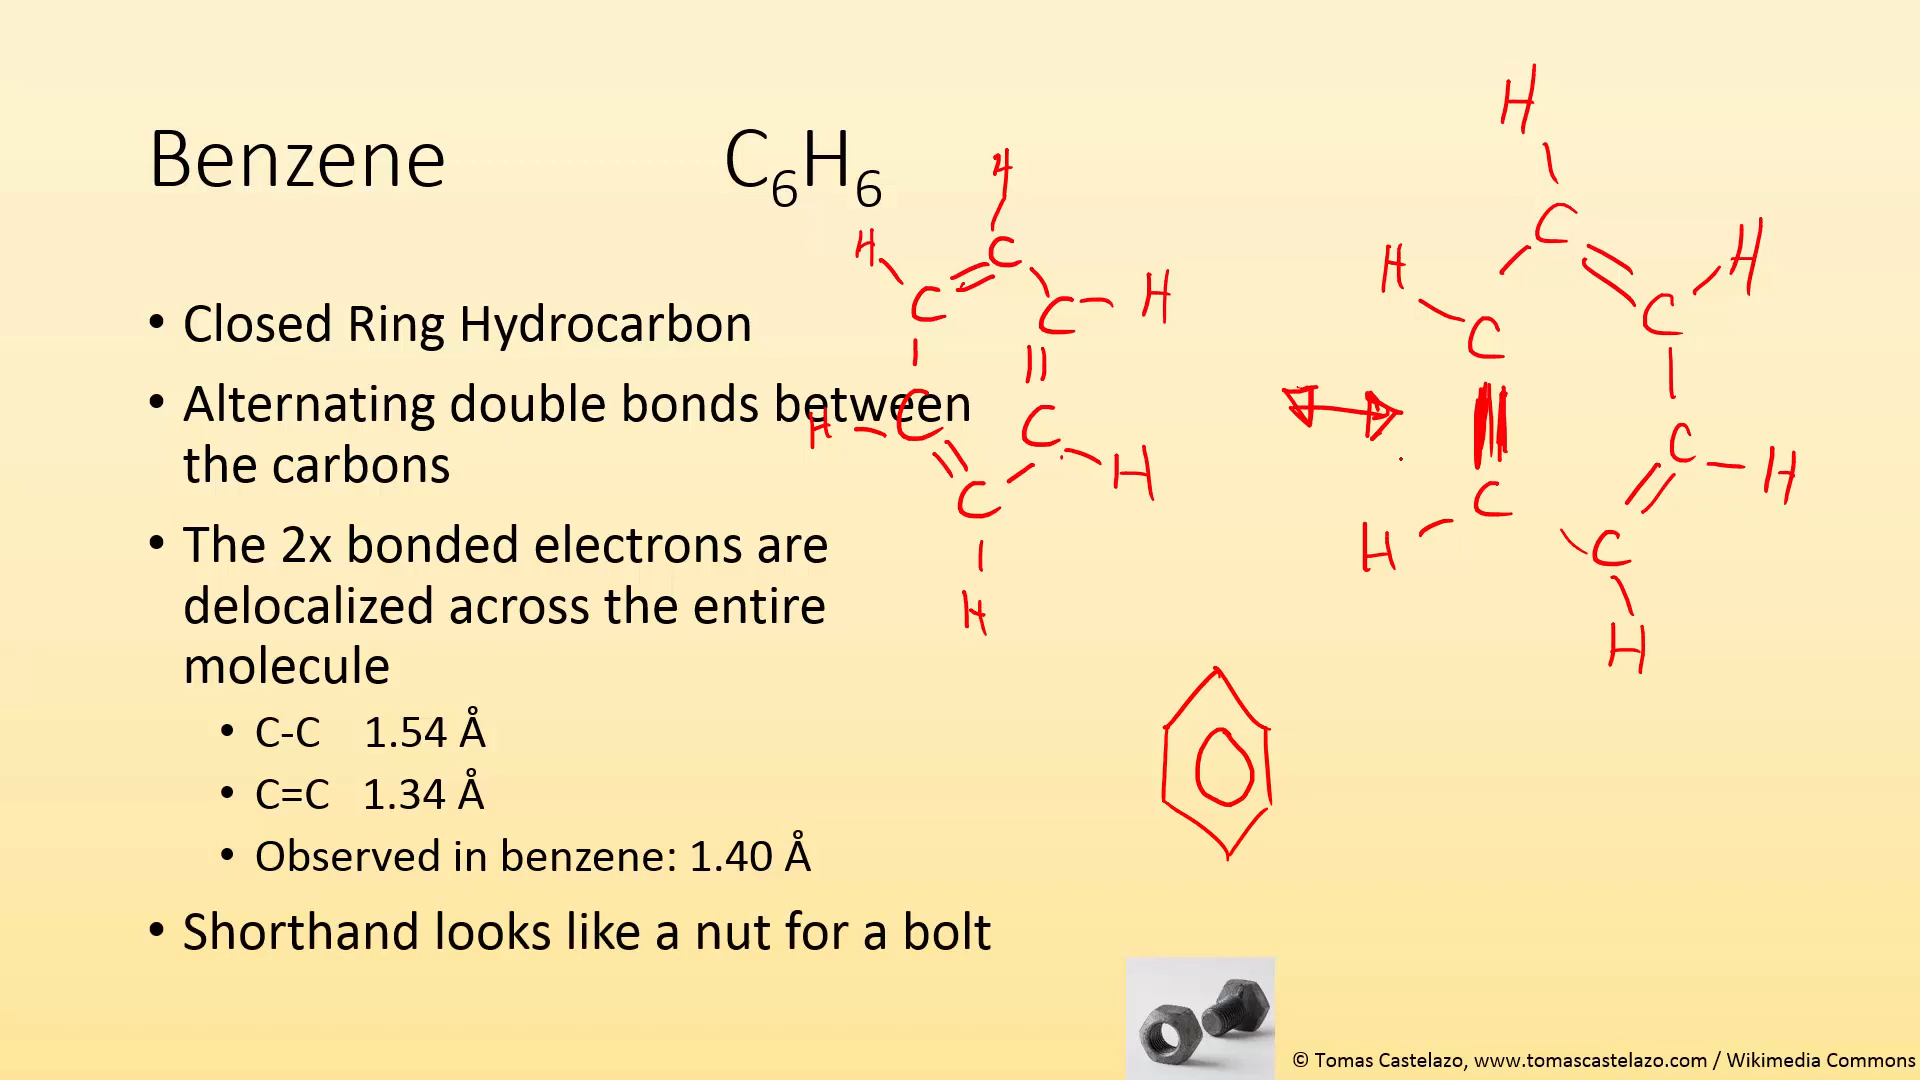 Benzene C₆H₆
• Closed Ring Hydrocarbon
• Alternating double bonds between
the carbons
• The 2x bonded electrons are
delocalized across the entire
molecule
• C-C 1.54 Å
• C=C 1.34 Å
• Observed in benzene: 1.40 Å
• Shorthand looks like a nut for a bolt
H
H
C
C
C
H
H
C
C
H
C
H
H
C
H
H
C
C
C
H
C
H
C
H
© Tomas Castelazo, www.tomascastelazo.com / Wikimedia Commons